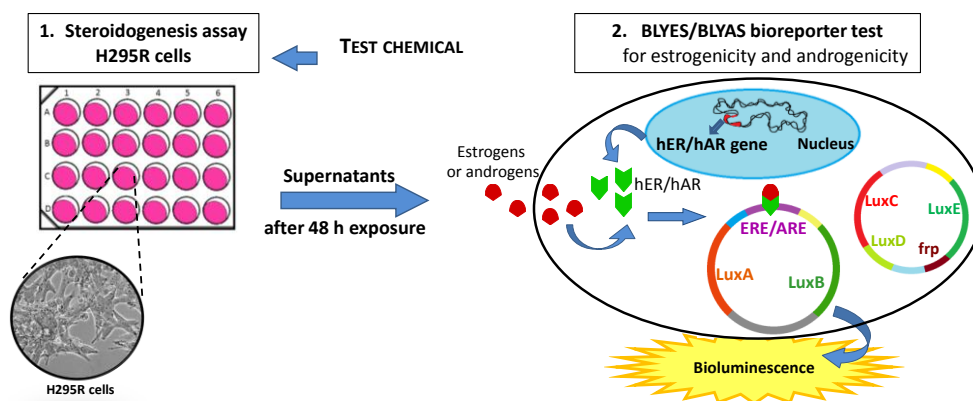 1. Steroidogenesis assay
H295R cells
TEST CHEMICAL
2. BLYES/BLYAS bioreporter test
for estrogenicity and androgenicity
1 2 3 4 5 6
A
B
C
D
H295R cells
Supernatants
after 48 h exposure
Estrogens
or androgens
hER/hAR gene
Nucleus
hER/hAR
ERE/ARE
LuxA
LuxB
LuxC
LuxE
LuxD
frp
Bioluminescence